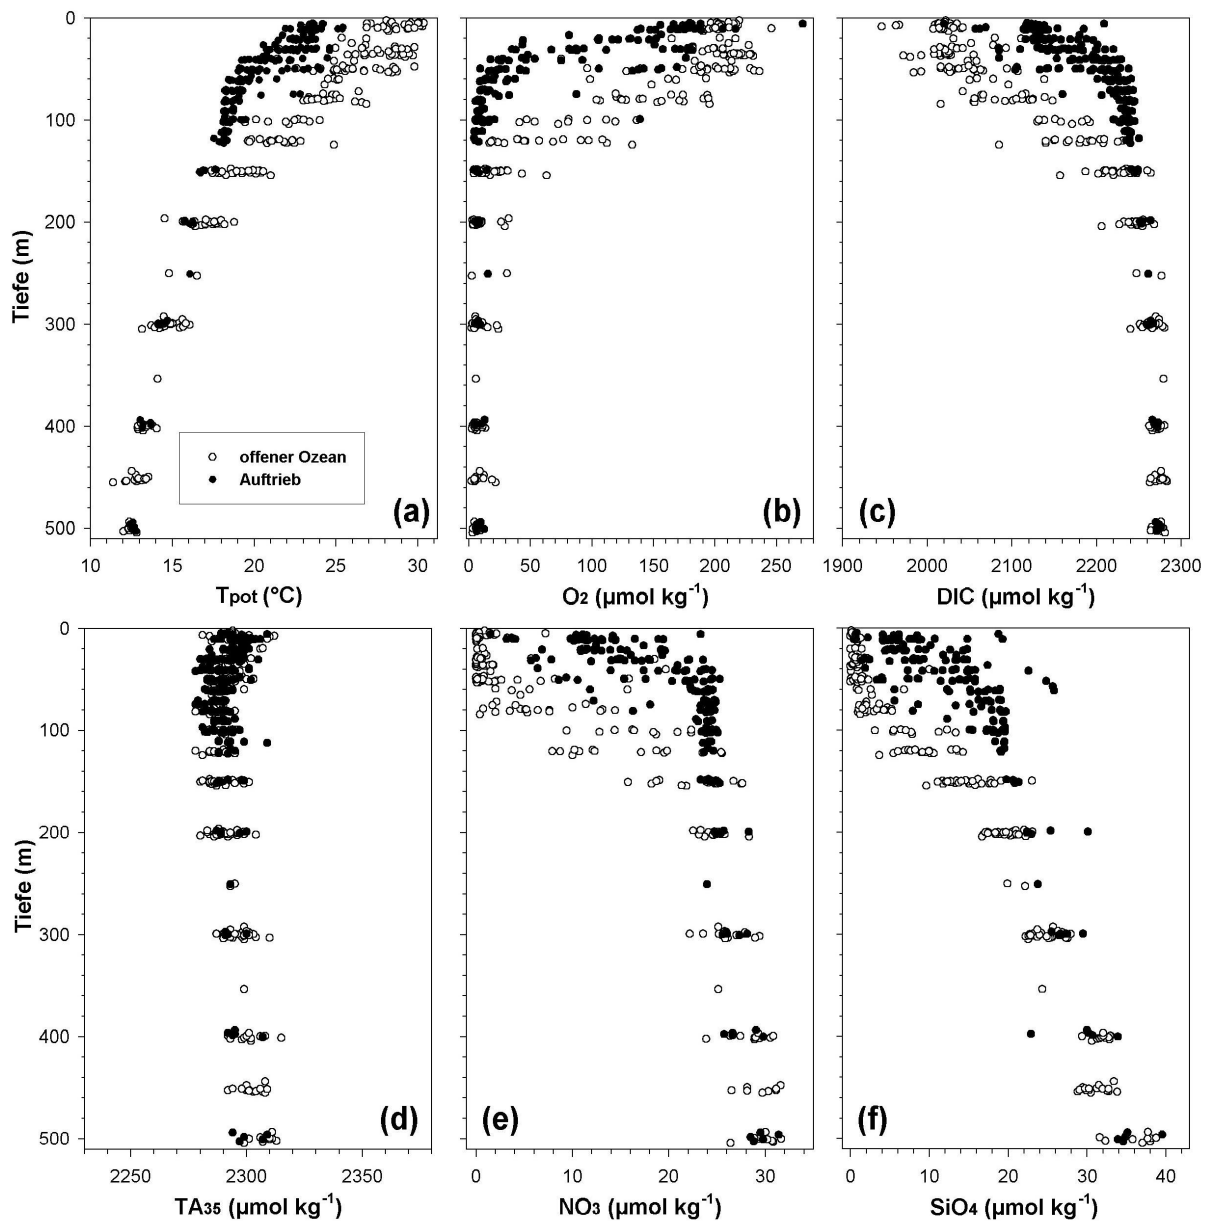 0
100
200
300
400
500
Tiefe (m)
10 15 20 25 30
Tpot (°C)
offener Ozean
Auftrieb
(a)
0 50 100 150 200 250
O2 (µmol kg-1)
(b)
1900 2000 2100 2200 2300
DIC (µmol kg-1)
(c)
0
100
200
300
400
500
Tiefe (m)
2250 2300 2350
TA35 (µmol kg-1)
(d)
0 10 20 30
NO3 (µmol kg-1)
(e)
0 10 20 30 40
SiO4 (µmol kg-1)
(f)